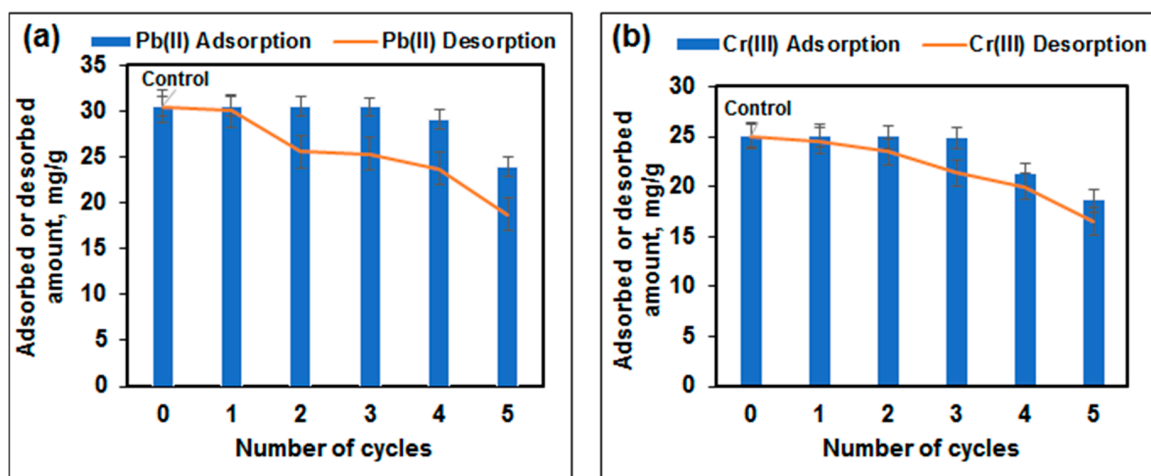 (a)
Pb(II) Adsorption
Pb(II) Desorption
Adsorbed or desorbed
amount, mg/g
35
30
25
20
15
10
5
0
Control
0 1 2 3 4 5
Number of cycles
(b)
Cr(III) Adsorption
Cr(III) Desorption
Adsorbed or desorbed
amount, mg/g
30
25
20
15
10
5
0
Control
0 1 2 3 4 5
Number of cycles